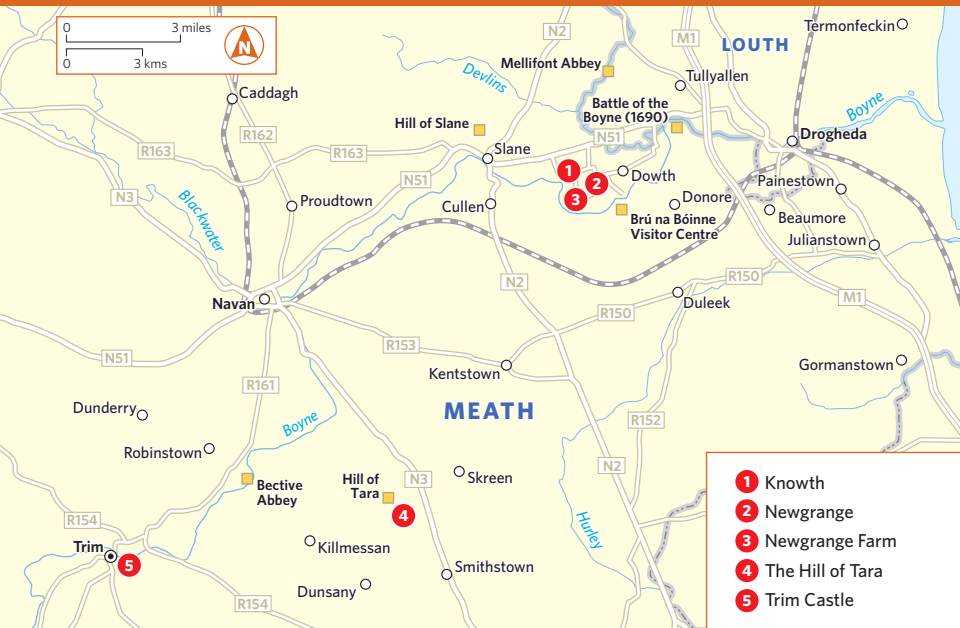 0 3 miles
0 3 kms
N
N2
M1
LOUTH
Termonfeckin
Mellifont Abbey
Devlins
Tullyallen
Caddagh
Battle of the
Boyne (1690)
Boyne
Hill of Slane
R162
N51
Drogheda
R163
R163
Slane
1
2
3
Dowth
N51
Painestown
N3
Blackwater
Proudtown
Cullen
Donore
Beaumore
Brú na Bóinne
Visitor Centre
Julianstown
N2
R150
Navan
Duleek
M1
R150
R153
N51
Kentstown
Gormanstown
R161
Dunderry
MEATH
Boyne
R152
Robinstown
N2
Bective
Abbey
Hill of
Tara
N3
Skreen
4
R154
Hurley
Trim
5
Killmessan
Smithstown
Dunsany
R154
1 Knowth
2 Newgrange
3 Newgrange Farm
4 The Hill of Tara
5 Trim Castle